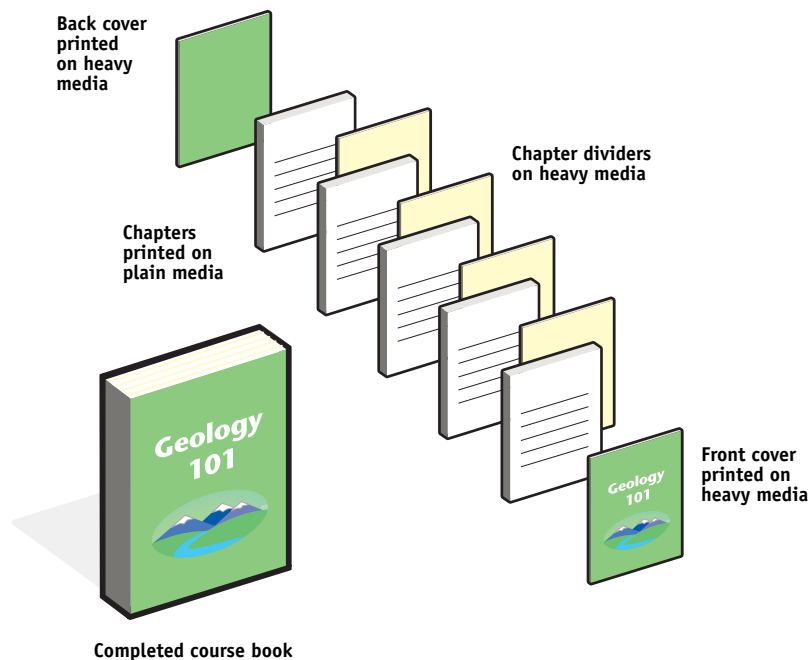 Back cover
printed
on heavy
media
Chapter dividers
on heavy media
Chapters
printed on
plain media
Geology
101
Front cover
printed on
heavy media
Geology
101
Completed course book